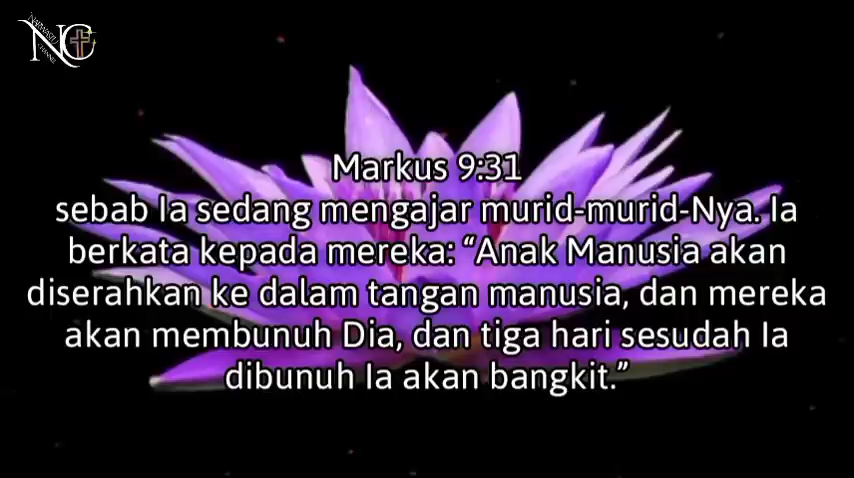 NC
Markus 9:31
sebab Ia sedang mengajar murid-murid-Nya. Ia
berkata kepada mereka: “Anak Manusia akan
diserahkan ke dalam tangan manusia, dan mereka
akan membunuh Dia, dan tiga hari sesudah Ia
dibunuh Ia akan bangkit.”